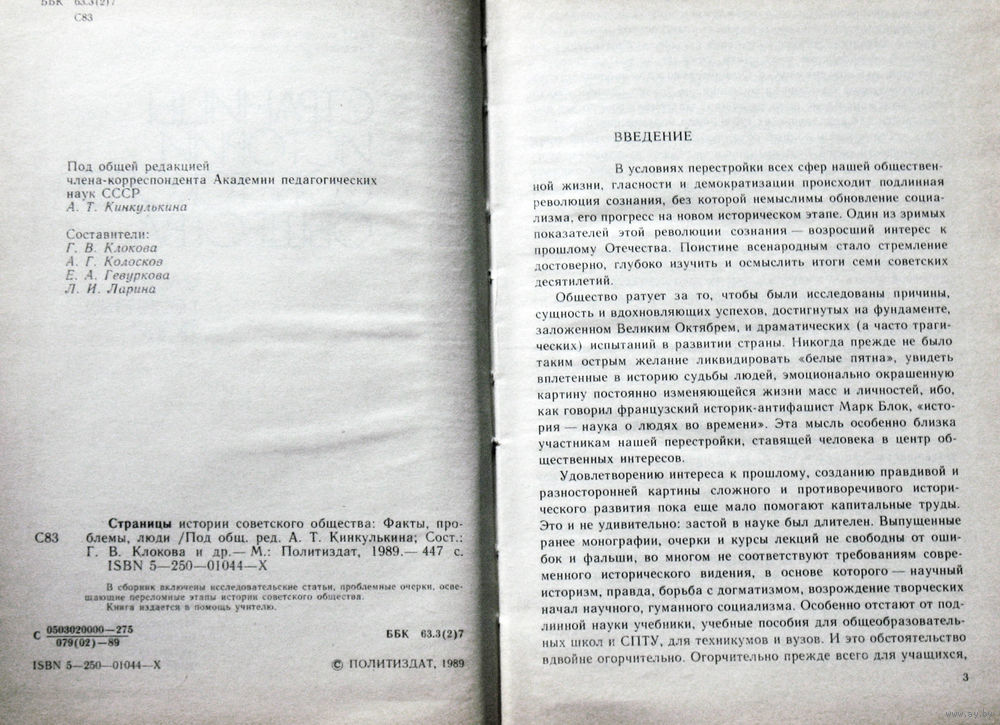 ББК 63.3(2)7
С83
Под общей редакцией
члена-корреспондента Академии педагогических
наук СССР
А. Т. Кинкулькина
Составители:
Г. В. Клокова
А. Г. Колосков
Е. А. Гевуркова
Л. И. Ларина
Страницы истории советского общества: Факты, про-
С83 блемы, люди /Под общ. ред. А. Т. Кинкулькина; Сост.:
Г. В. Клокова и др.— М.: Политиздат, 1989.— 447 с.
ISBN 5—250—01044—X
В сборник включены исследовательские статьи, проблемные очерки, осве-
щающие переломные этапы истории советского общества.
Книга издается в помощь учителю.
С 0503020000—275
079(02)—89
ББК 63.3(2)7
ISBN 5—250—01044—X
© ПОЛИТИЗДАТ, 1989
ВВЕДЕНИЕ
В условиях перестройки всех сфер нашей обществен-
ной жизни, гласности и демократизации происходит подлинная
революция сознания, без которой немыслимы обновление социа-
лизма, его прогресс на новом историческом этапе. Один из зримых
показателей этой революции сознания — возросший интерес к
прошлому Отечества. Поистине всенародным стало стремление
достоверно, глубоко изучить и осмыслить итоги семи советских
десятилетий.
Общество ратует за то, чтобы были исследованы причины,
сущность и вдохновляющих успехов, достигнутых на фундаменте,
заложенном Великим Октябрем, и драматических (а часто траги-
ческих) испытаний в развитии страны. Никогда прежде не было
таким острым желание ликвидировать «белые пятна», увидеть
вплетенные в историю судьбы людей, эмоционально окрашенную
картину постоянно изменяющейся жизни масс и личностей, ибо,
как говорил французский историк-антифашист Марк Блок, «исто-
рия — наука о людях во времени». Эта мысль особенно близка
участникам нашей перестройки, ставящей человека в центр об-
щественных интересов.
Удовлетворению интереса к прошлому, созданию правдивой и
разносторонней картины сложного и противоречивого истори-
ческого развития пока еще мало помогают капитальные труды.
Это и не удивительно: застой в науке был длителен. Выпущенные
ранее монографии, очерки и курсы лекций не свободны от оши-
бок и фальши, во многом не соответствуют требованиям совре-
менного исторического видения, в основе которого — научный
историзм, правда, борьба с догматизмом, возрождение творческих
начал научного, гуманного социализма. Особенно отстают от под-
линной науки учебники, учебные пособия для общеобразователь-
ных школ и СПТУ, для техникумов и вузов. И это обстоятельство
вдвойне огорчительно. Огорчительно прежде всего для учащихся,
3
www.ay.by